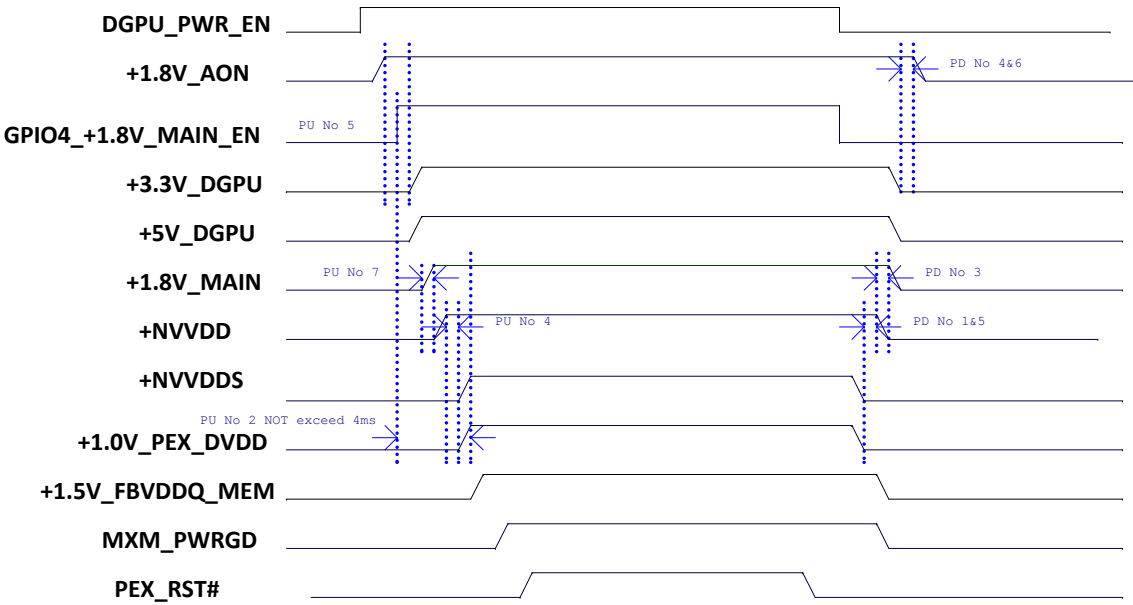 DGPU_PWR_EN
+1.8V_AON
PD No 4&6
GPIO4_+1.8V_MAIN_EN
PU No 5
+3.3V_DGPU
+5V_DGPU
+1.8V_MAIN
PU No 7
PD No 3
+NVVDD
PU No 4
PD No 1&5
+NVVDDS
PU No 2 NOT exceed 4ms
+1.0V_PEX_DVDD
+1.5V_FBVDDQ_MEM
MXM_PWRGD
PEX_RST#